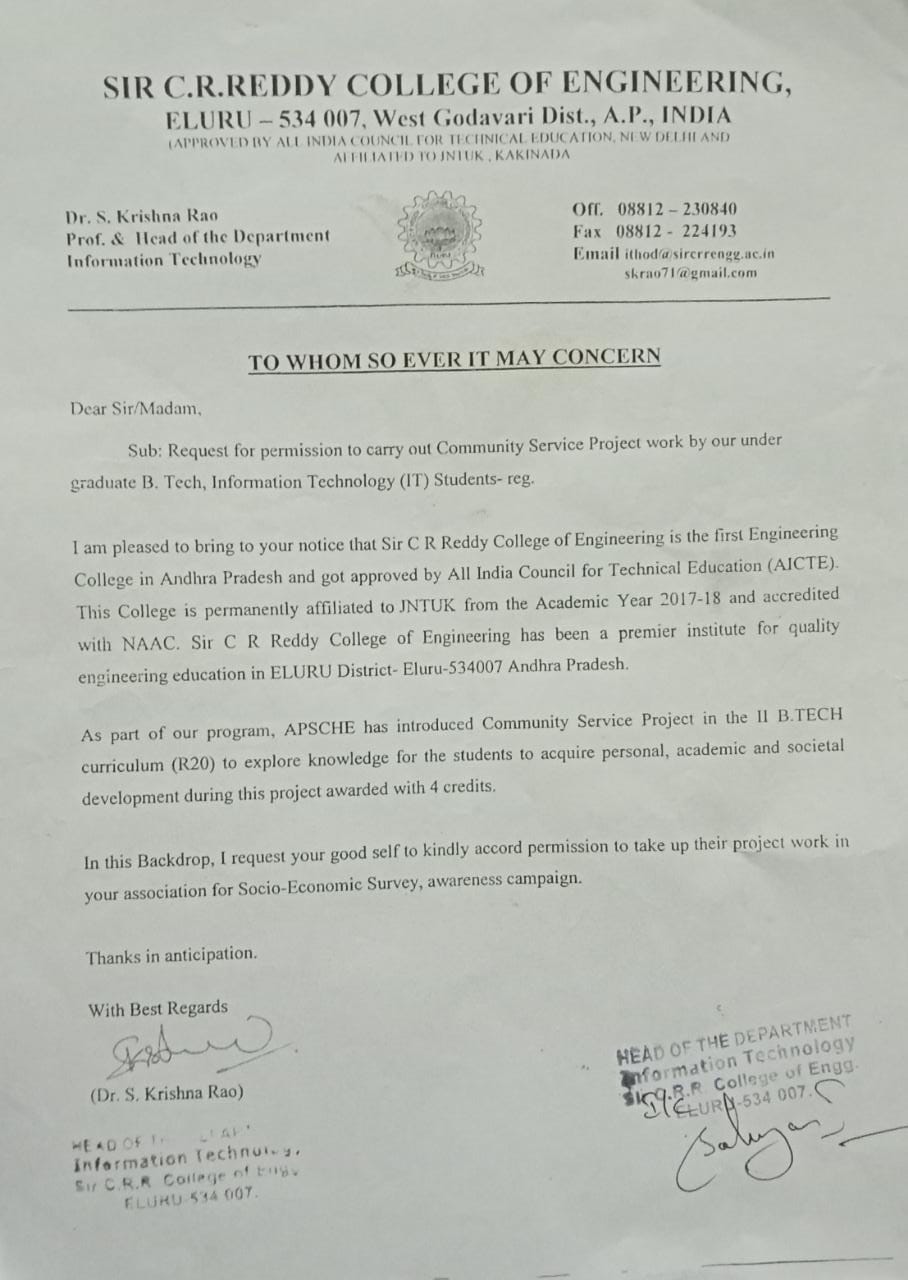 SIR C.R.REDDY COLLEGE OF ENGINEERING,
ELURU – 534 007, West Godavari Dist., A.P., INDIA
(APPROVED BY ALL INDIA COUNCIL FOR TECHNICAL EDUCATION, NEW DELHI AND
AFFILIATED TO JNTUK , KAKINADA
Dr. S. Krishna Rao
Prof. & Head of the Department
Information Technology
Off. 08812 – 230840
Fax 08812 - 224193
Email ithod@sircrrengg.ac.in
skrao71@gmail.com
TO WHOM SO EVER IT MAY CONCERN
Dear Sir/Madam,
Sub: Request for permission to carry out Community Service Project work by our under
graduate B. Tech, Information Technology (IT) Students- reg.
I am pleased to bring to your notice that Sir C R Reddy College of Engineering is the first Engineering
College in Andhra Pradesh and got approved by All India Council for Technical Education (AICTE).
This College is permanently affiliated to JNTUK from the Academic Year 2017-18 and accredited
with NAAC. Sir C R Reddy College of Engineering has been a premier institute for quality
engineering education in ELURU District- Eluru-534007 Andhra Pradesh.
As part of our program, APSCHE has introduced Community Service Project in the II B.TECH
curriculum (R20) to explore knowledge for the students to acquire personal, academic and societal
development during this project awarded with 4 credits.
In this Backdrop, I request your good self to kindly accord permission to take up their project work in
your association for Socio-Economic Survey, awareness campaign.
Thanks in anticipation.
With Best Regards
(Dr. S. Krishna Rao)
HEAD OF
Information Technology,
Sir C.R.R. College of Engg.
ELURU-534 007.
HEAD OF THE DEPARTMENT
Information Technology
Sir C.R.R. College of Engg.
ELURU-534 007.